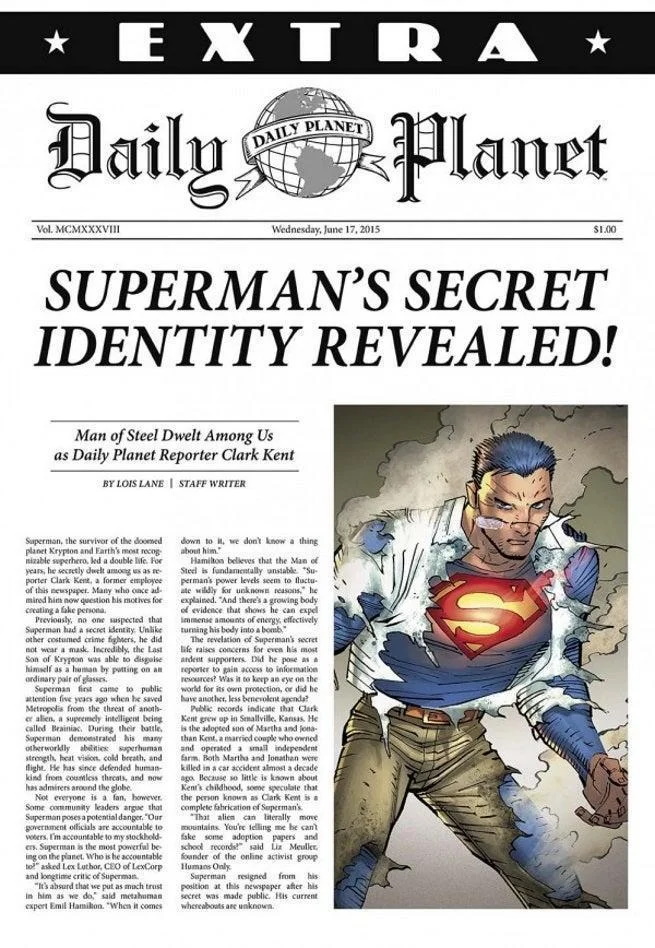 EXTRA
Daily Planet
DAILY PLANET
Vol. MCMXXXVIII Wednesday, June 17, 2015 $1.00
SUPERMAN'S SECRET
IDENTITY REVEALED!
Man of Steel Dwelt Among Us
as Daily Planet Reporter Clark Kent
BY LOIS LANE | STAFF WRITER
Superman, the survivor of the doomed
planet Krypton and Earth's most recog-
nizable superhero, led a double life. For
years, he secretly dwelt among us as re-
porter Clark Kent, a former employee
of this newspaper. Many who once ad-
mired him now question his motives for
creating a fake persona.
Previously, no one suspected that
Superman had a secret identity. Unlike
other costumed crime fighters, he did
not wear a mask. Incredibly, the Last
Son of Krypton was able to disguise
himself as a human by putting on an
ordinary pair of glasses.
Superman first came to public
attention five years ago when he saved
Metropolis from the threat of anoth-
er alien, a supremely intelligent being
called Brainiac. During their battle,
Superman demonstrated his many
otherworldly abilities: superhuman
strength, heat vision, cold breath, and
flight. He has since defended human-
kind from countless threats, and now
has admirers around the globe.
Not everyone is a fan, however.
Some community leaders argue that
Superman poses a potential danger. "Our
government officials are accountable to
voters. I'm accountable to my stockhold-
ers. Superman is the most powerful be-
ing on the planet. Who is he accountable
to?" asked Lex Luthor, CEO of LexCorp
and longtime critic of Superman.
"It's absurd that we put as much trust
in him as we do," said metahuman
expert Emil Hamilton. "When it comes
down to it, we don't know a thing
about him."
Hamilton believes that the Man of
Steel is fundamentally unstable. "Su-
perman's power levels seem to fluctu-
ate wildly for unknown reasons," he
explained. "And there's a growing body
of evidence that shows he can expel
immense amounts of energy, effectively
turning his body into a bomb."
The revelation of Superman's secret
life raises concerns for even his most
ardent supporters. Did he pose as a
reporter to gain access to information
resources? Was it to keep an eye on the
world for its own protection, or did he
have another, less benevolent agenda?
Public records indicate that Clark
Kent grew up in Smallville, Kansas. He
is the adopted son of Martha and Jona-
than Kent, a married couple who owned
and operated a small independent
farm. Both Martha and Jonathan were
killed in a car accident almost a decade
ago. Because so little is known about
Kent's childhood, some speculate that
the person known as Clark Kent is a
complete fabrication of Superman's.
"That alien can literally move
mountains. You're telling me he can't
fake some adoption papers and
school records?" said Liz Meuller,
founder of the online activist group
Humans Only.
Superman resigned from his
position at this newspaper after his
secret was made public. His current
whereabouts are unknown.
S